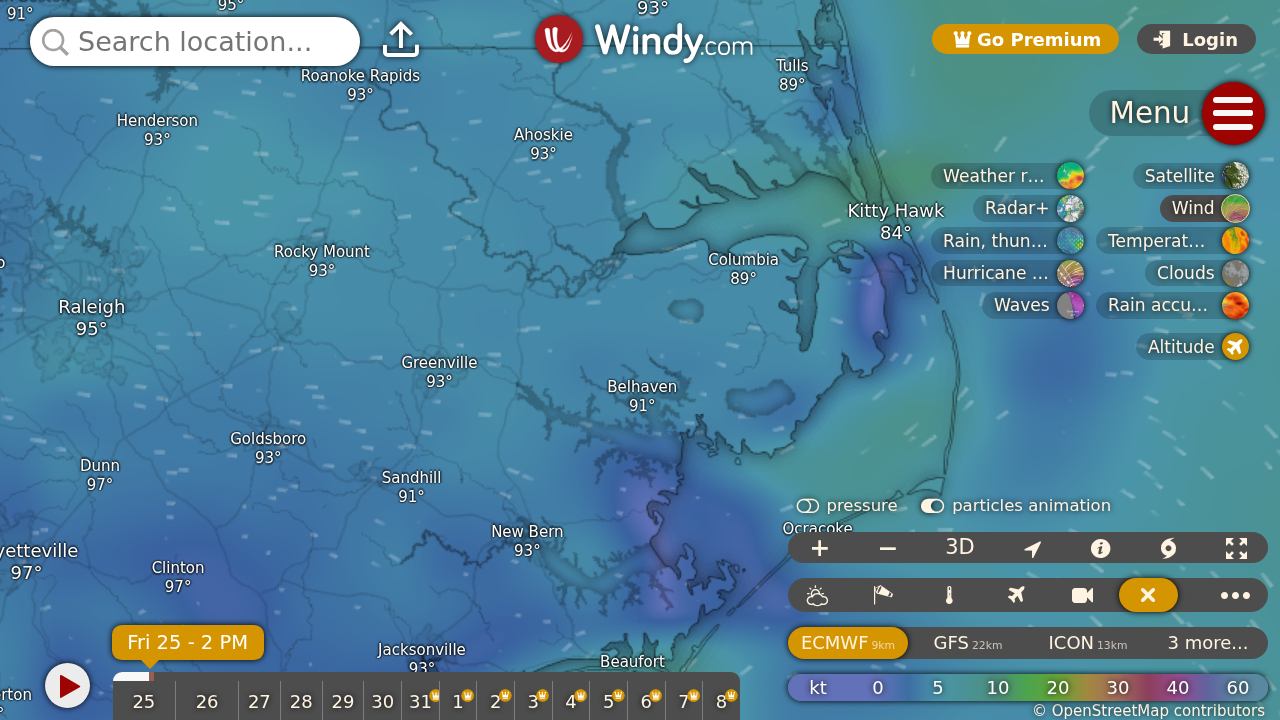 91°
95°
93°
Search location...
Windy.com
Go Premium
Login
Menu
Roanoke Rapids
93°
Tulls
89°
Henderson
93°
Ahoskie
93°
Weather r...
Satellite
Radar+
Wind
Kitty Hawk
84°
Rain, thun...
Temperat...
Rocky Mount
93°
Columbia
89°
Hurricane ...
Clouds
Waves
Rain accu...
Raleigh
95°
Altitude
Greenville
93°
Belhaven
91°
Goldsboro
93°
Dunn
97°
Sandhill
91°
pressure
particles animation
New Bern
93°
Ocracoke
3D
yetteville
97°
Clinton
97°
Fri 25 - 2 PM
Jacksonville
93°
Beaufort
ECMWF 9km
GFS 22km
ICON 13km
3 more...
rton
25 26 27 28 29 30 31 1 2 3 4 5 6 7 8
kt 0 5 10 20 30 40 60
© OpenStreetMap contributors